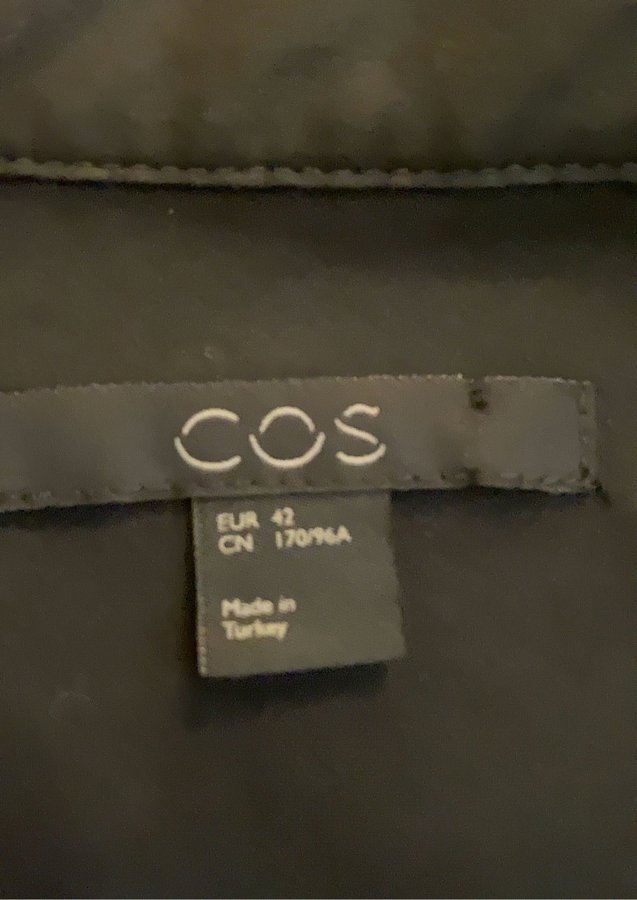 COS
EUR 42
CN 170/96A
Made in
Turkey